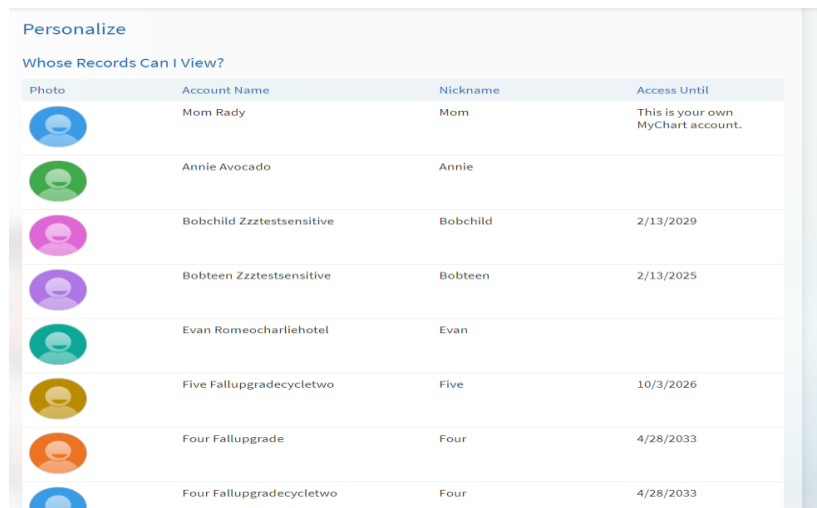 Personalize
Whose Records Can I View?
Photo Account Name Nickname Access Until
Mom Rady Mom This is your own
MyChart account.
Annie Avocado Annie
Bobchild Zzztestsensitive Bobchild 2/13/2029
Bobteen Zzztestsensitive Bobteen 2/13/2025
Evan Romeocharliehotel Evan
Five Fallupgradecycletwo Five 10/3/2026
Four Fallupgrade Four 4/28/2033
Four Fallupgradecycletwo Four 4/28/2033